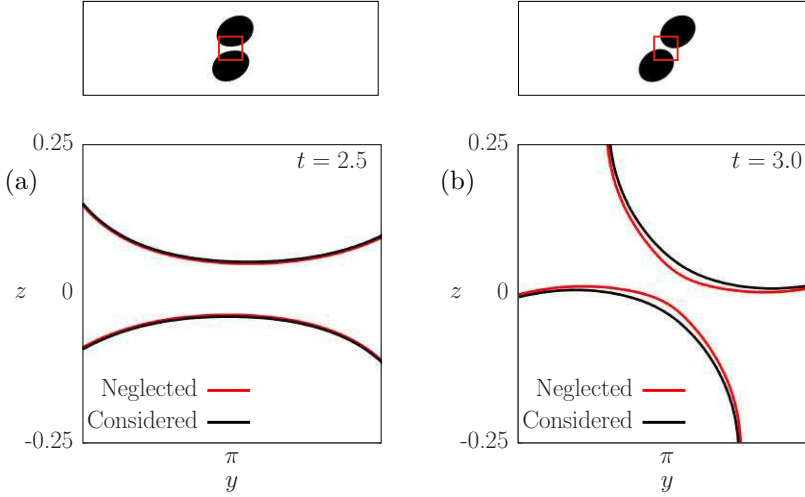 0.25
t = 2.5
(a)
z
0
Neglected
Considered
-0.25
π
y
0.25
t = 3.0
(b)
z
0
Neglected
Considered
-0.25
π
y